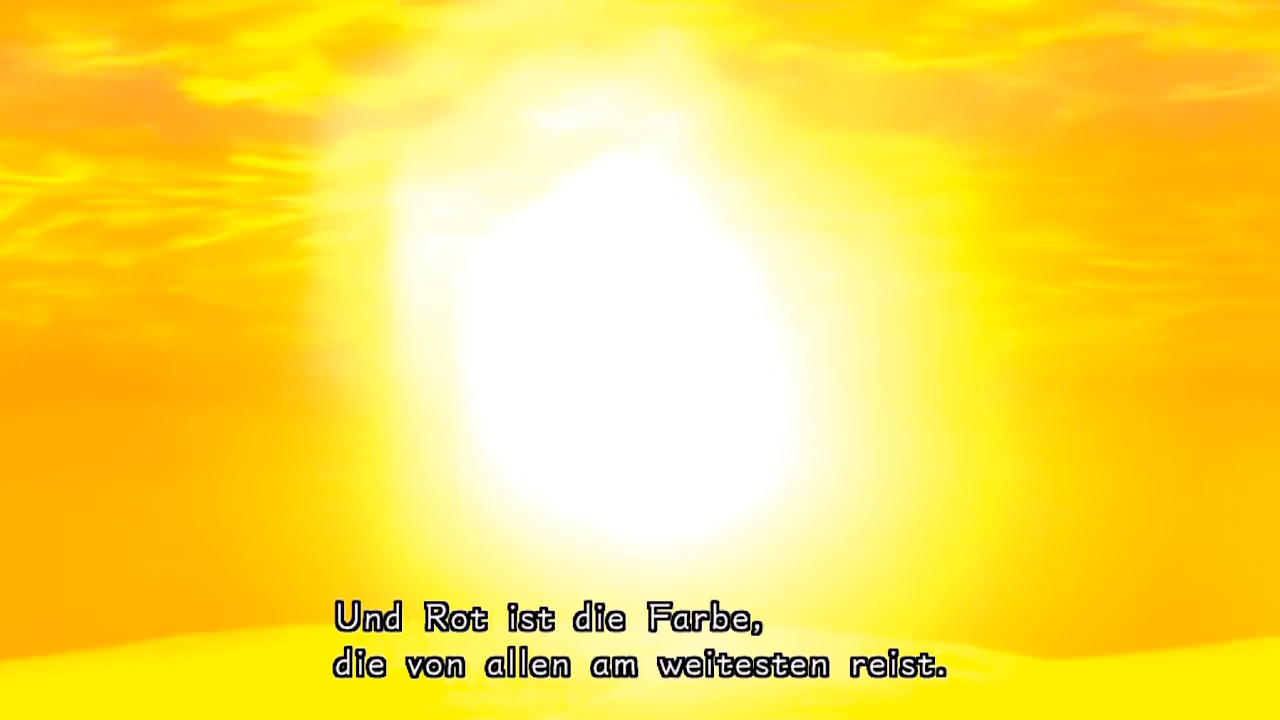 Und Rot ist die Farbe,
die von allen am weitesten reist.